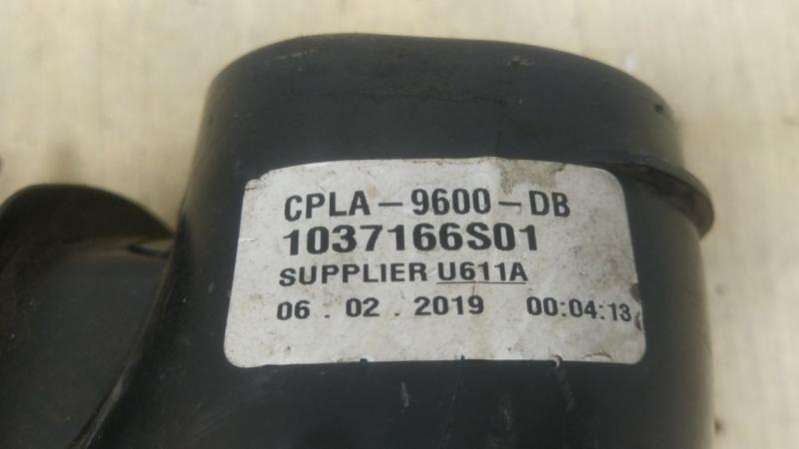 CPLA-9600-DB
1037166S01
SUPPLIER U611A
06.02.2019 00:04:13